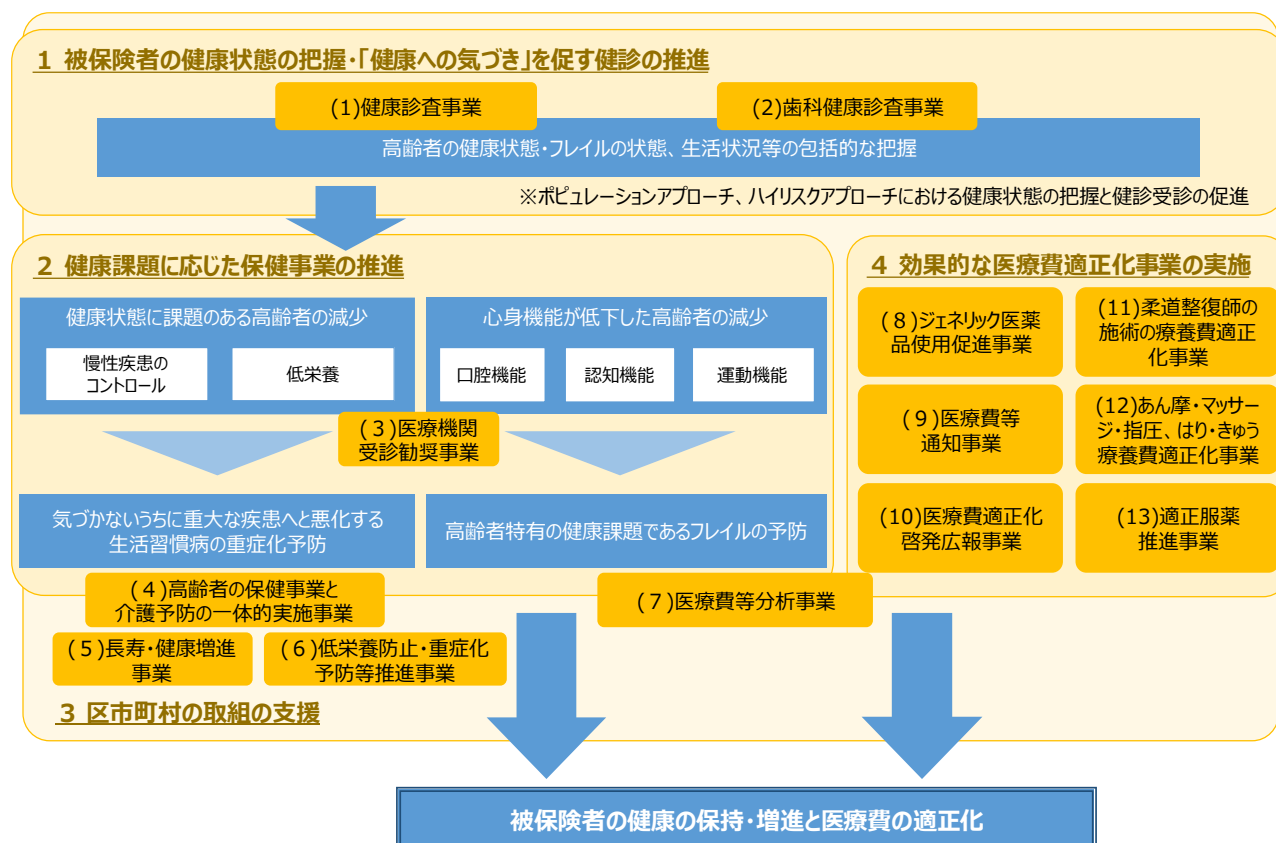 1 被保険者の健康状態の把握・「健康への気づき」を促す健診の推進
(1)健康診査事業
(2)歯科健康診査事業
高齢者の健康状態・フレイルの状態、生活状況等の包括的な把握
※ポピュレーションアプローチ、ハイリスクアプローチにおける健康状態の把握と健診受診の促進
2 健康課題に応じた保健事業の推進
健康状態に課題のある高齢者の減少
慢性疾患の
コントロール
低栄養
心身機能が低下した高齢者の減少
口腔機能
認知機能
運動機能
(3)医療機関
受診勧奨事業
気づかないうちに重大な疾患へと悪化する
生活習慣病の重症化予防
高齢者特有の健康課題であるフレイルの予防
(4)高齢者の保健事業と
介護予防の一体的実施事業
(7)医療費等分析事業
(5)長寿・健康増進
事業
(6)低栄養防止・重症化
予防等推進事業
3 区市町村の取組の支援
4 効果的な医療費適正化事業の実施
(8)ジェネリック医薬
品使用促進事業
(11)柔道整復師の
施術の療養費適正
化事業
(9)医療費等
通知事業
(12)あん摩・マッサー
ジ・指圧、はり・きゅう
療養費適正化事業
(10)医療費適正化
啓発広報事業
(13)適正服薬
推進事業
被保険者の健康の保持・増進と医療費の適正化